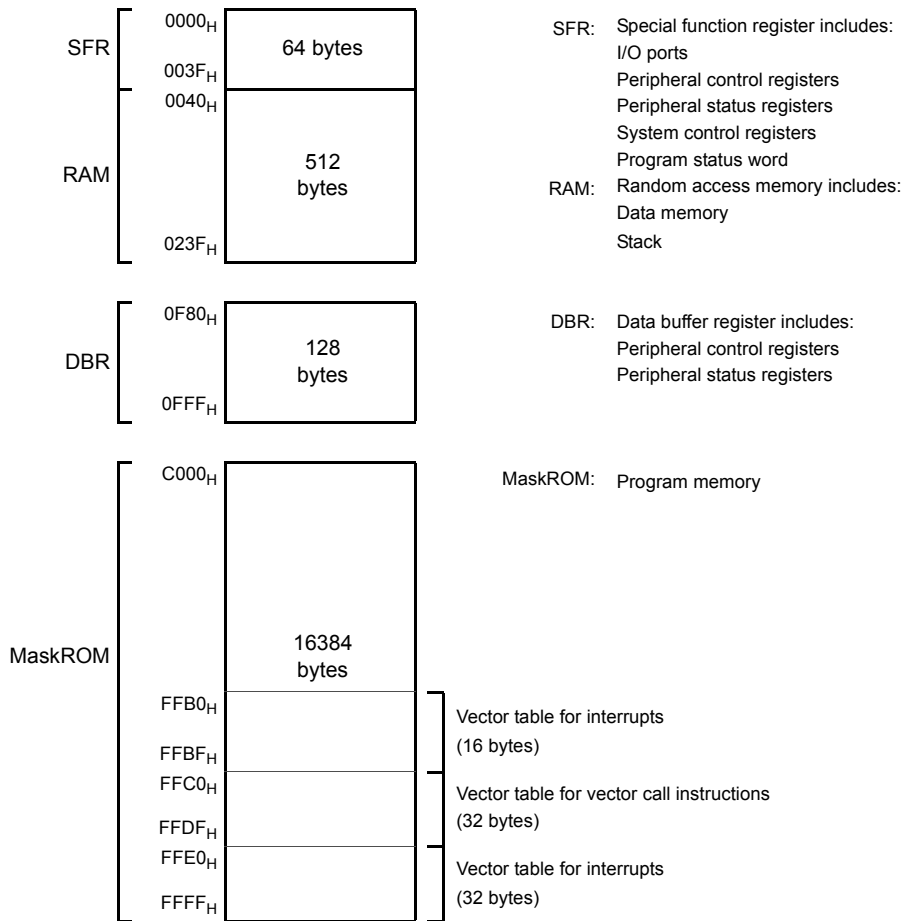 0000H
SFR
64 bytes
003FH
0040H
RAM
512
bytes
023FH
SFR: Special function register includes:
I/O ports
Peripheral control registers
Peripheral status registers
System control registers
Program status word
RAM: Random access memory includes:
Data memory
Stack
0F80H
DBR
128
bytes
0FFFH
DBR: Data buffer register includes:
Peripheral control registers
Peripheral status registers
C000H
MaskROM: Program memory
MaskROM
16384
bytes
FFB0H
Vector table for interrupts
(16 bytes)
FFBFH
FFC0H
Vector table for vector call instructions
(32 bytes)
FFDFH
FFE0H
Vector table for interrupts
(32 bytes)
FFFFH